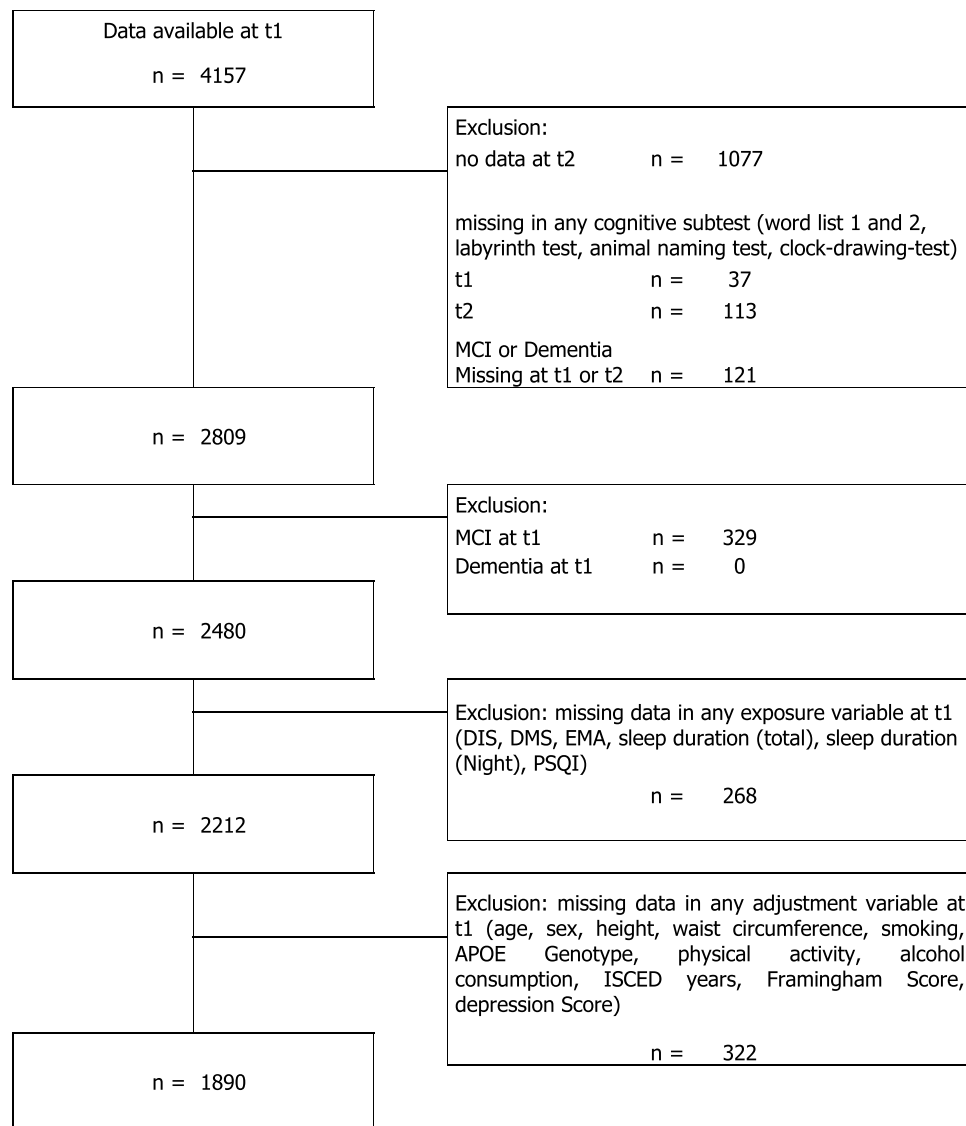 Data available at t1
n = 4157
Exclusion:
no data at t2 n = 1077
missing in any cognitive subtest (word list 1 and 2,
labyrinth test, animal naming test, clock-drawing-test)
t1 n = 37
t2 n = 113
MCI or Dementia
Missing at t1 or t2 n = 121
n = 2809
Exclusion:
MCI at t1 n = 329
Dementia at t1 n = 0
n = 2480
Exclusion: missing data in any exposure variable at t1
(DIS, DMS, EMA, sleep duration (total), sleep duration
(Night), PSQI)
n = 268
n = 2212
Exclusion: missing data in any adjustment variable at
t1 (age, sex, height, waist circumference, smoking,
APOE Genotype, physical activity, alcohol
consumption, ISCED years, Framingham Score,
depression Score)
n = 322
n = 1890